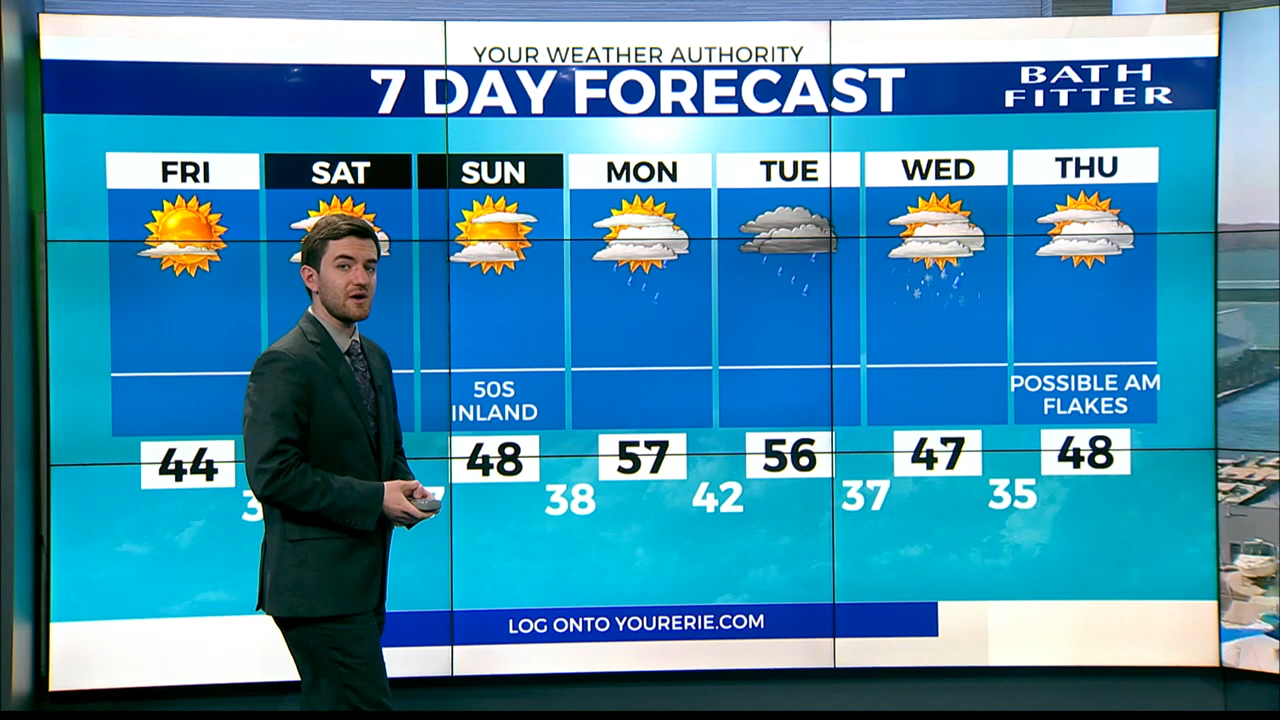 YOUR WEATHER AUTHORITY
7 DAY FORECAST
BATH
FITTER
FRI
SAT
SUN
MON
TUE
WED
THU
50S
INLAND
POSSIBLE AM
FLAKES
44
48
57
56
47
48
38
42
37
35
LOG ONTO YOURERIE.COM